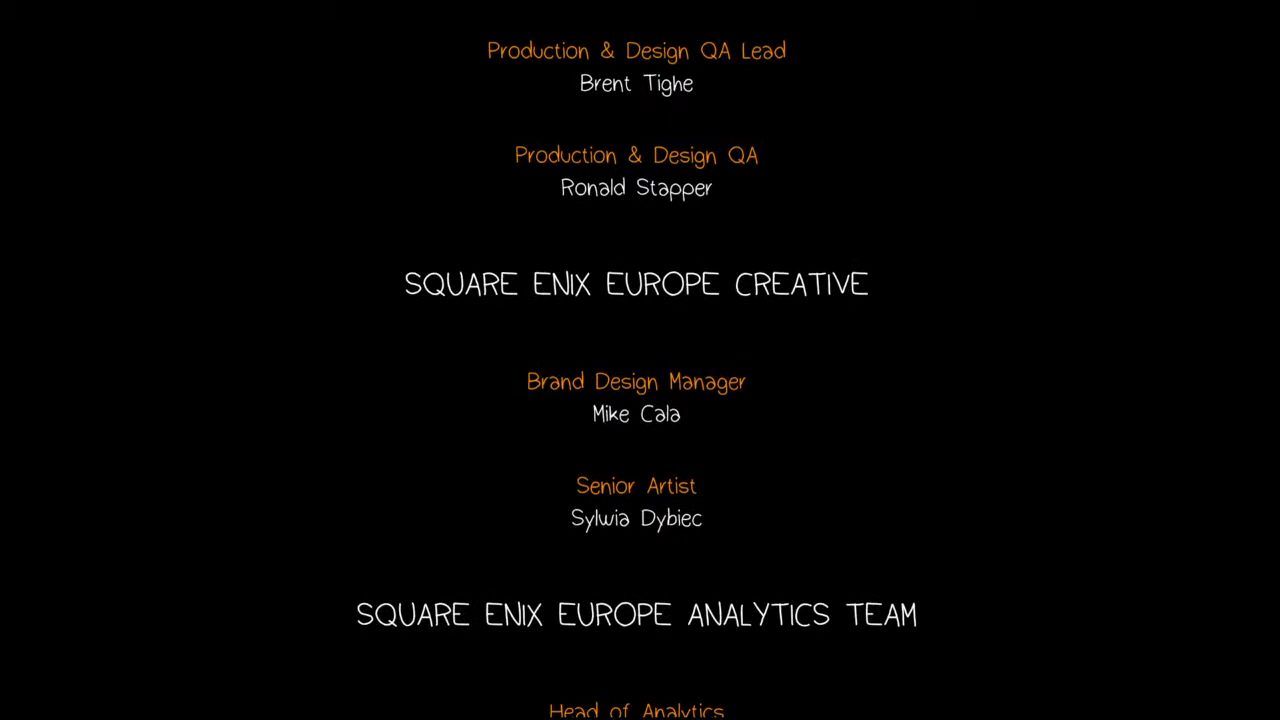 Production & Design QA Lead
Brent Tighe
Production & Design QA
Ronald Stapper
SQUARE ENIX EUROPE CREATIVE
Brand Design Manager
Mike Cala
Senior Artist
Sylwia Dybiec
SQUARE ENIX EUROPE ANALYTICS TEAM
Head of Analytics